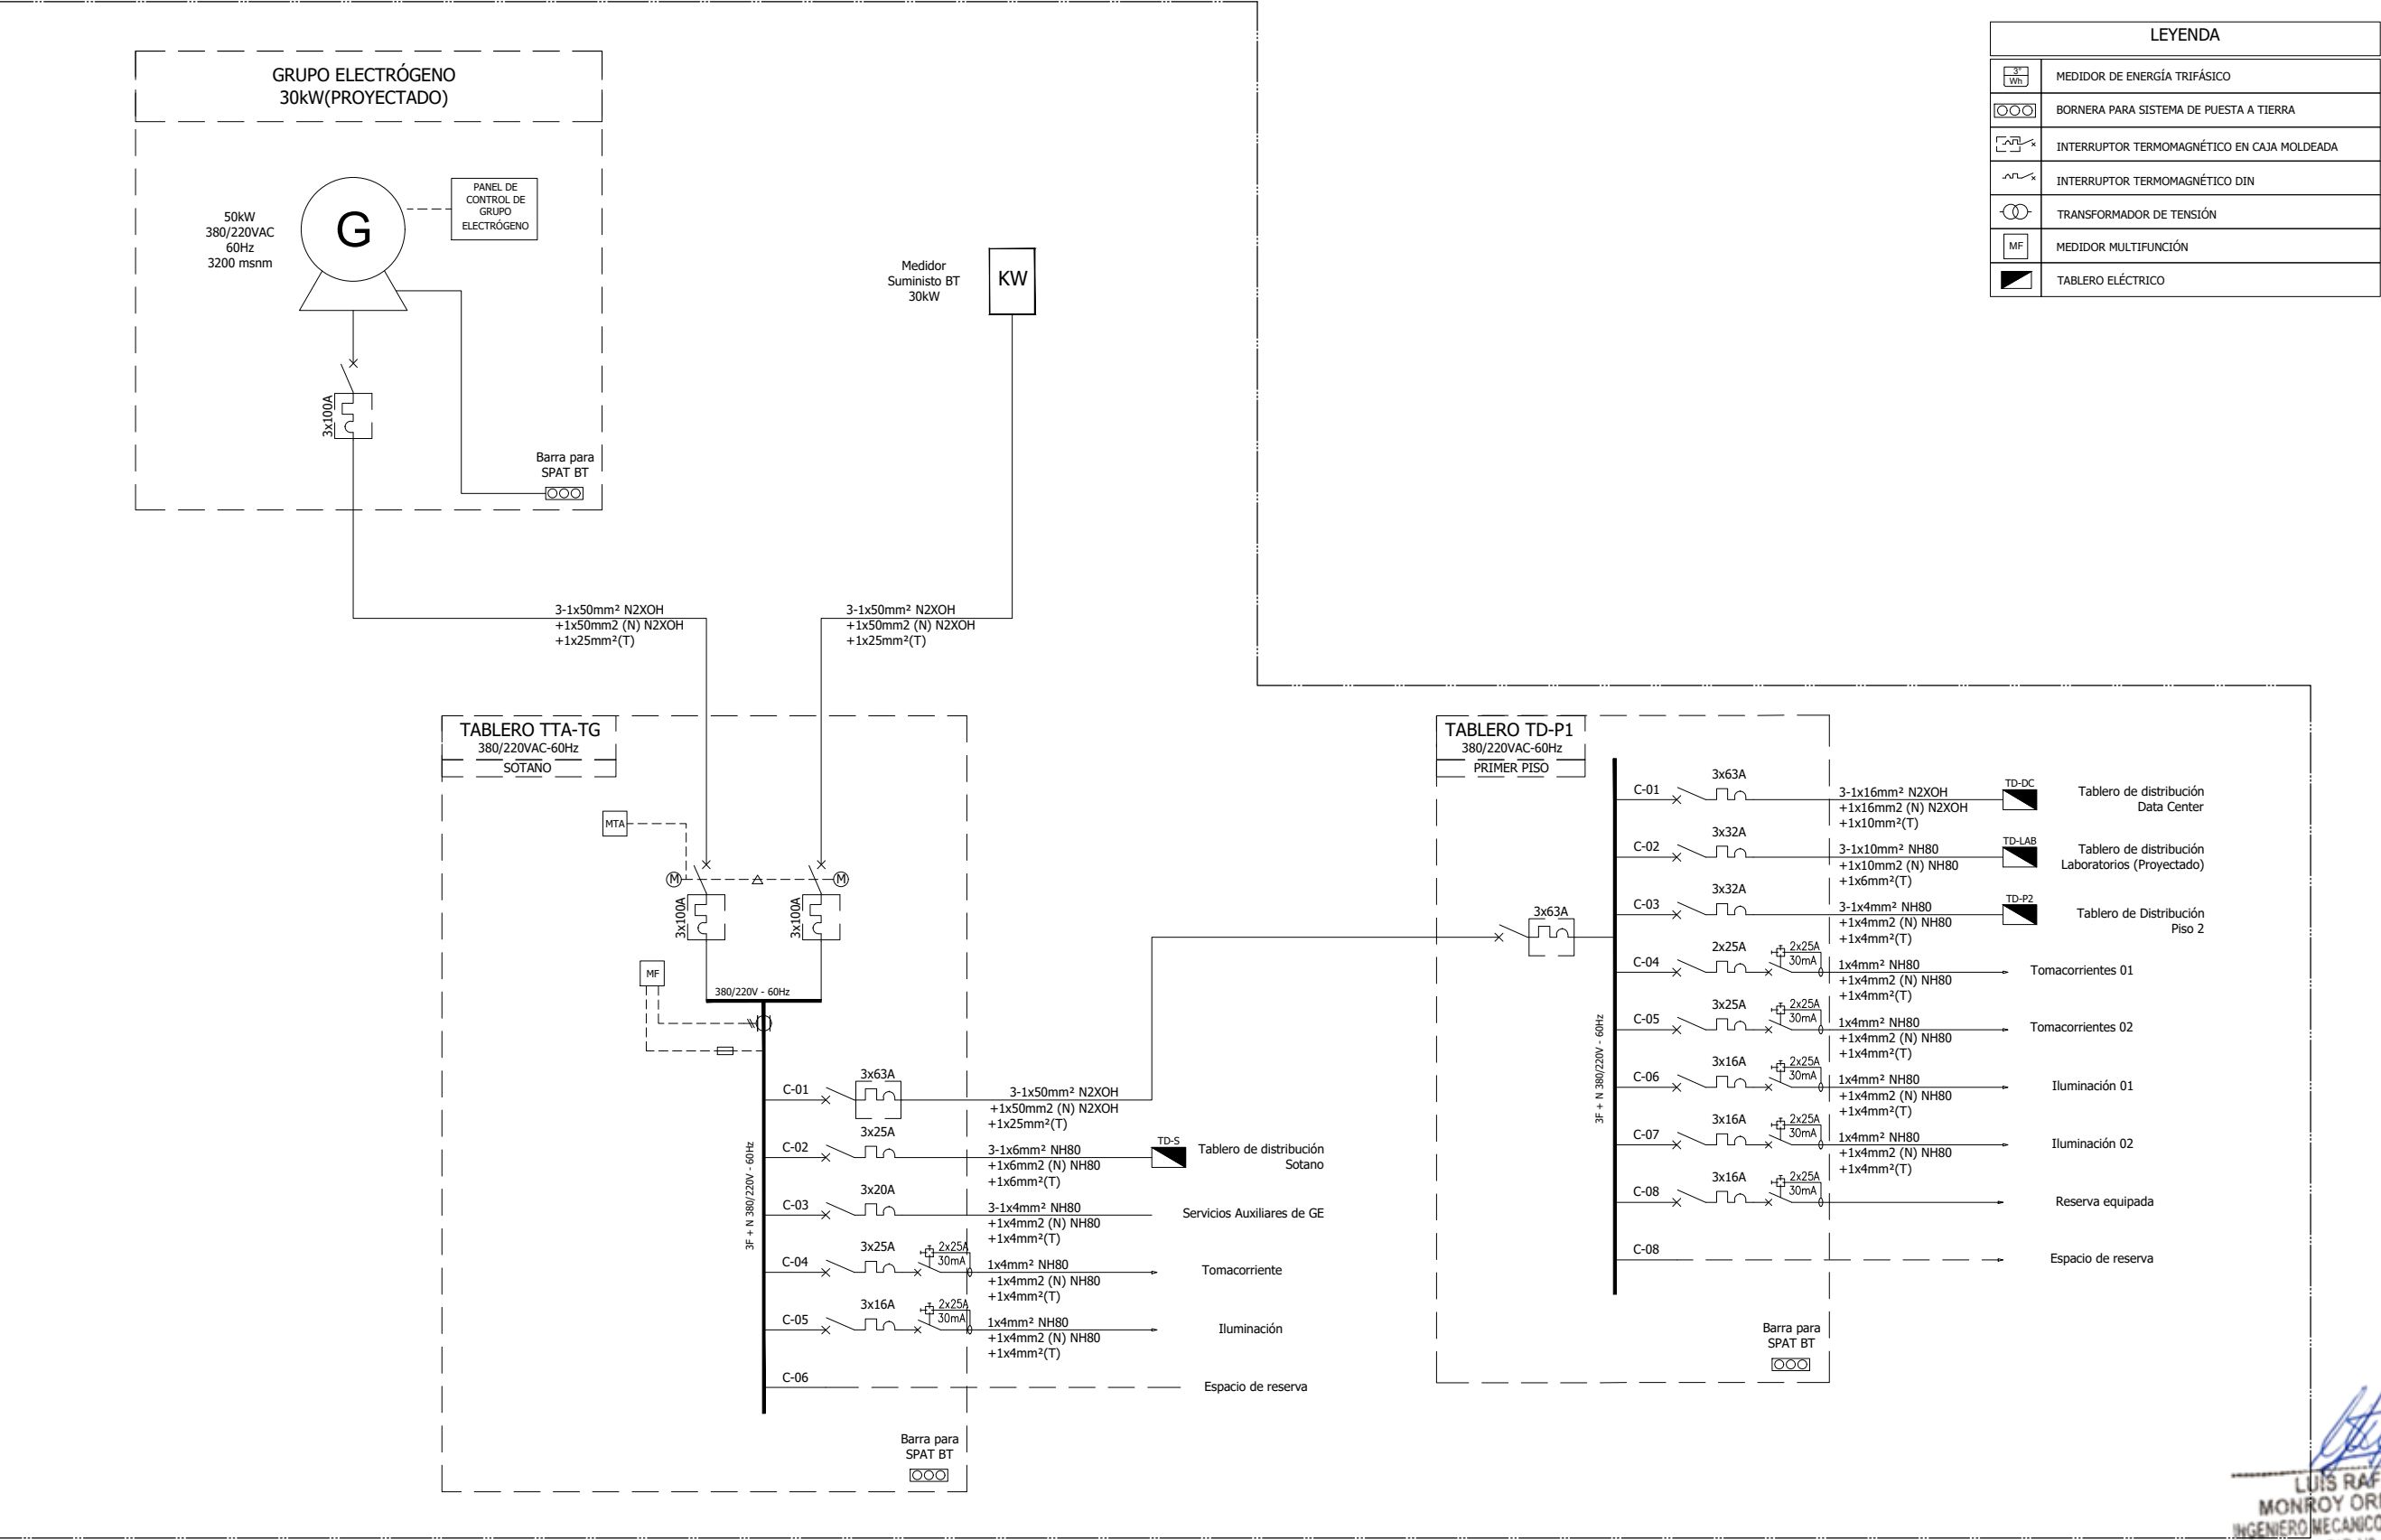 LEYENDA
3˜
Wh
MEDIDOR DE ENERGÍA TRIFÁSICO
BORNERA PARA SISTEMA DE PUESTA A TIERRA
INTERRUPTOR TERMOMAGNÉTICO EN CAJA MOLDEADA
INTERRUPTOR TERMOMAGNÉTICO DIN
TRANSFORMADOR DE TENSIÓN
MF
MEDIDOR MULTIFUNCIÓN
TABLERO ELÉCTRICO
GRUPO ELECTRÓGENO
30kW(PROYECTADO)
50kW
380/220VAC
60Hz
3200 msnm
G
PANEL DE
CONTROL DE
GRUPO
ELECTRÓGENO
3x100A
Barra para
SPAT BT
Medidor
Suministo BT
30kW
KW
3-1x50mm² N2XOH
+1x50mm2 (N) N2XOH
+1x25mm²(T)
3-1x50mm² N2XOH
+1x50mm2 (N) N2XOH
+1x25mm²(T)
TABLERO TTA-TG
380/220VAC-60Hz
SOTANO
MTA
M
M
3x100A
3x100A
MF
380/220V - 60Hz
3F + N 380/220V - 60Hz
C-01
3x63A
3-1x50mm² N2XOH
+1x50mm2 (N) N2XOH
+1x25mm²(T)
C-02
3x25A
3-1x6mm² NH80
+1x6mm2 (N) NH80
+1x6mm²(T)
TD-S
Tablero de distribución
Sotano
C-03
3x20A
3-1x4mm² NH80
+1x4mm2 (N) NH80
+1x4mm²(T)
Servicios Auxiliares de GE
C-04
3x25A
2x25A
30mA
1x4mm² NH80
+1x4mm2 (N) NH80
+1x4mm²(T)
Tomacorriente
C-05
3x16A
2x25A
30mA
1x4mm² NH80
+1x4mm2 (N) NH80
+1x4mm²(T)
Iluminación
C-06
Espacio de reserva
Barra para
SPAT BT
TABLERO TD-P1
380/220VAC-60Hz
PRIMER PISO
3x63A
3F + N 380/220V - 60Hz
C-01
3x63A
3-1x16mm² N2XOH
+1x16mm2 (N) N2XOH
+1x10mm²(T)
TD-DC
Tablero de distribución
Data Center
C-02
3x32A
3-1x10mm² NH80
+1x10mm2 (N) NH80
+1x6mm²(T)
TD-LAB
Tablero de distribución
Laboratorios (Proyectado)
C-03
3x32A
3-1x4mm² NH80
+1x4mm2 (N) NH80
+1x4mm²(T)
TD-P2
Tablero de Distribución
Piso 2
C-04
2x25A
2x25A
30mA
1x4mm² NH80
+1x4mm2 (N) NH80
+1x4mm²(T)
Tomacorrientes 01
C-05
3x25A
2x25A
30mA
1x4mm² NH80
+1x4mm2 (N) NH80
+1x4mm²(T)
Tomacorrientes 02
C-06
3x16A
2x25A
30mA
1x4mm² NH80
+1x4mm2 (N) NH80
+1x4mm²(T)
Iluminación 01
C-07
3x16A
2x25A
30mA
1x4mm² NH80
+1x4mm2 (N) NH80
+1x4mm²(T)
Iluminación 02
C-08
3x16A
2x25A
30mA
Reserva equipada
C-08
Espacio de reserva
Barra para
SPAT BT
LUIS RAF
MONROY OR
INGENIERO MECANICO